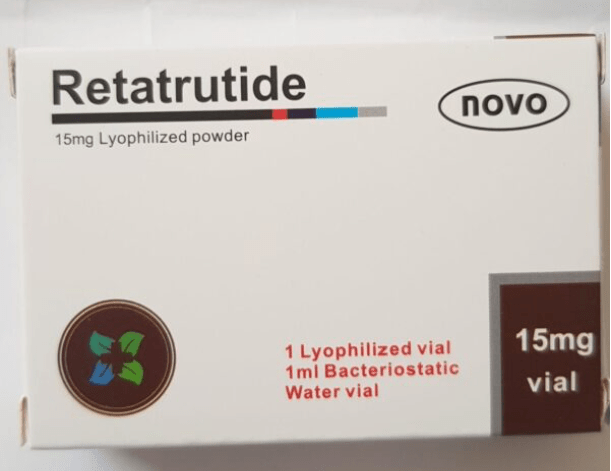 Retatrutide
novo
15mg Lyophilized powder
1 Lyophilized vial
1ml Bacteriostatic
Water vial
15mg
vial